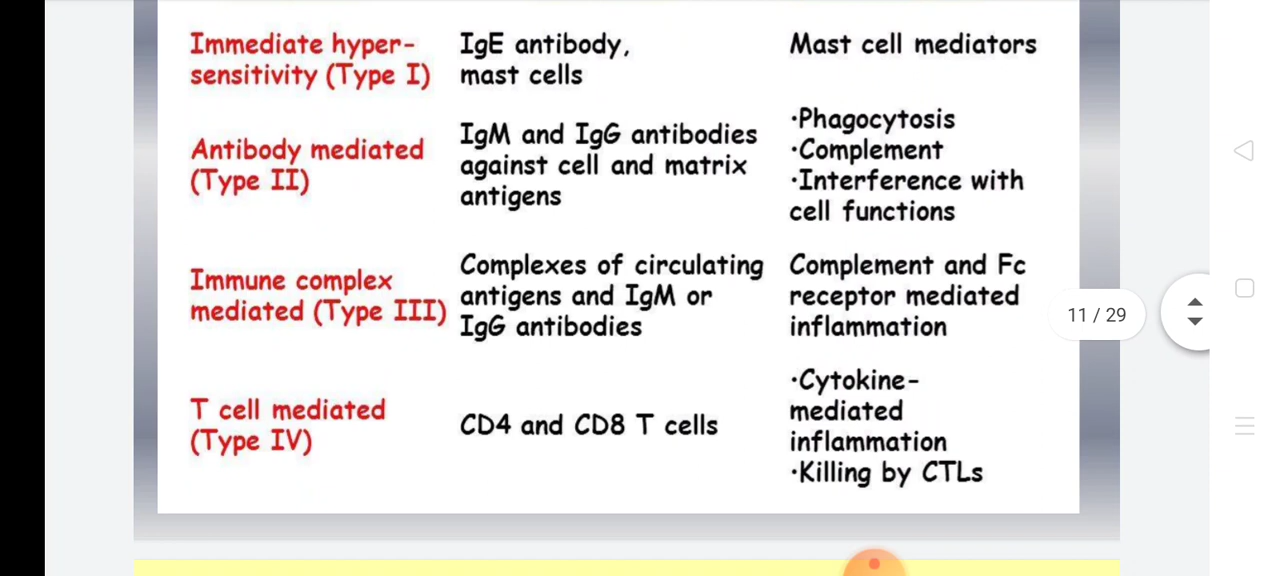 Immediate hyper-
sensitivity (Type I)
IgE antibody,
mast cells
Mast cell mediators
Antibody mediated
(Type II)
IgM and IgG antibodies
against cell and matrix
antigens
·Phagocytosis
·Complement
·Interference with
cell functions
Immune complex
mediated (Type III)
Complexes of circulating
antigens and IgM or
IgG antibodies
Complement and Fc
receptor mediated
inflammation
T cell mediated
(Type IV)
CD4 and CD8 T cells
·Cytokine-
mediated
inflammation
·Killing by CTLs
11 / 29